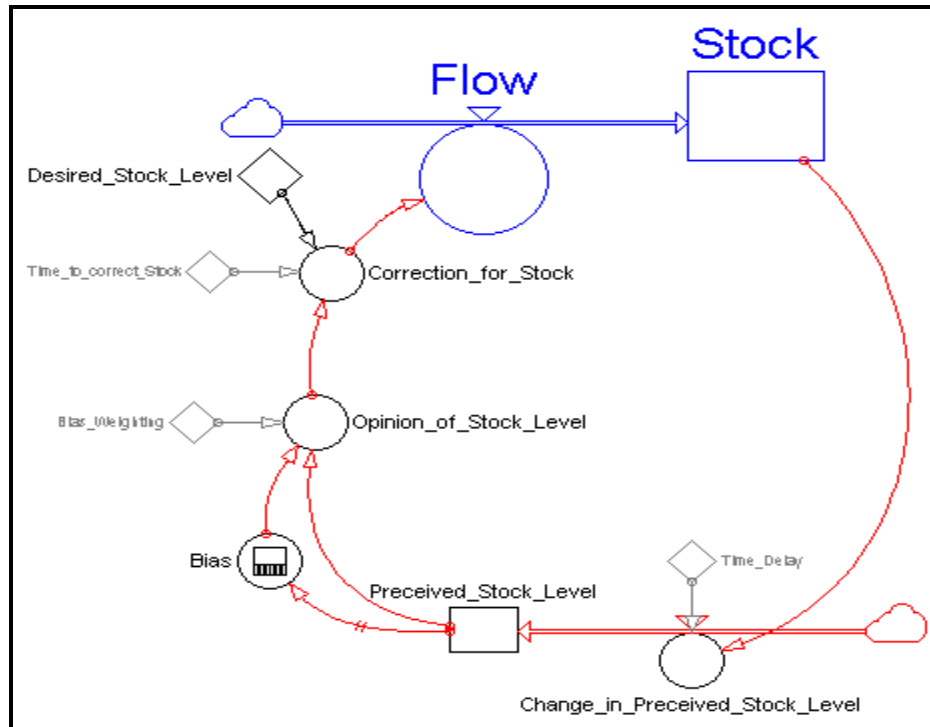 Stock
Flow
Desired_Stock_Level
Time_to_correct_Stock
Correction_for_Stock
Bias_Weighting
Opinion_of_Stock_Level
Bias
Time_Delay
Preceived_Stock_Level
Change_in_Preceived_Stock_Level